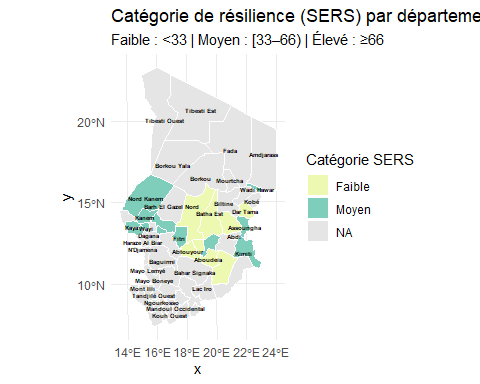 Catégorie de résilience (SERS) par départeme
Faible : <33 | Moyen : [33–66) | Élevé : ≥66
Tibesti Est
Tibesti Ouest
20°N
Fada
Amdjarass
Borkou Yala
Borkou
Mourtcha
Wadi Hawar
Nord Kanem
Barh El Gazel Nord
Biltine
Kobé
15°N
Batha Est
Dar Tama
Kanem
Kaya
Wayi
Assoungha
Dagana
Fitri
Abdi
Haraze Al Biar
N'Djamena
Abtouyour
Kimiti
Baguirmi
Aboudeia
Mayo Lemyé
Bahar Signaka
Mayo Boneye
10°N
Mont Illi
Lac Iro
Tandjilé Ouest
Ngourkosso
Mandoul Occidental
Kouh Ouest
y
14°E
16°E
18°E
20°E
22°E
24°E
x
Catégorie SERS
Faible
Moyen
NA